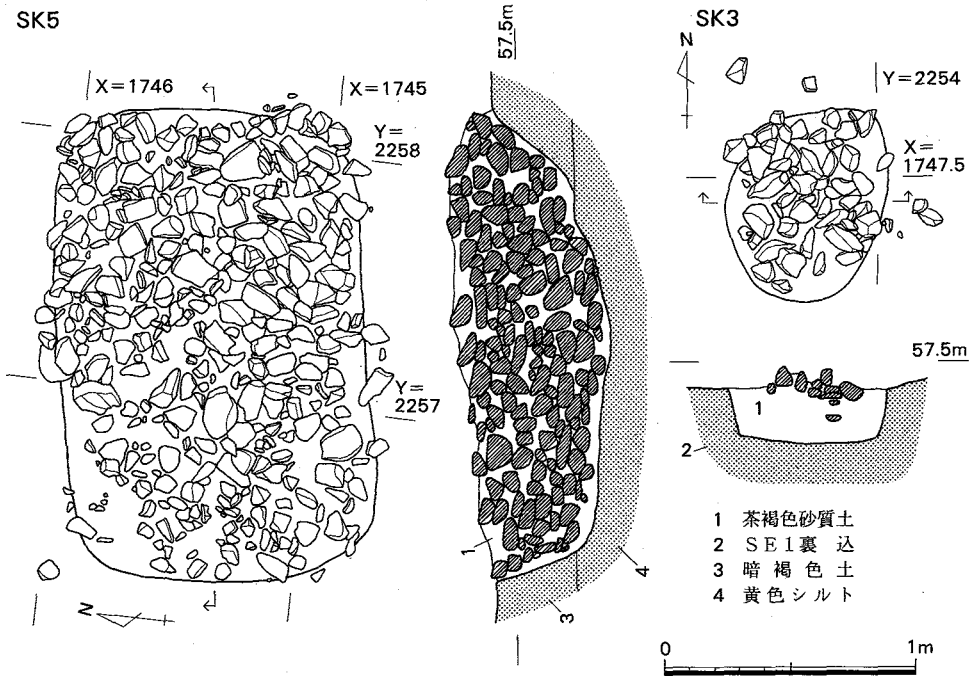 SK5
X=1746
X=1745
Y=
2258
Y=
2257
N
57.5m
1
3
4
SK3
N
Y=2254
X=
1747.5
57.5m
1
2
1 茶褐色砂質土
2 SE1裏込
3 暗褐色土
4 黄色シルト
0 1m